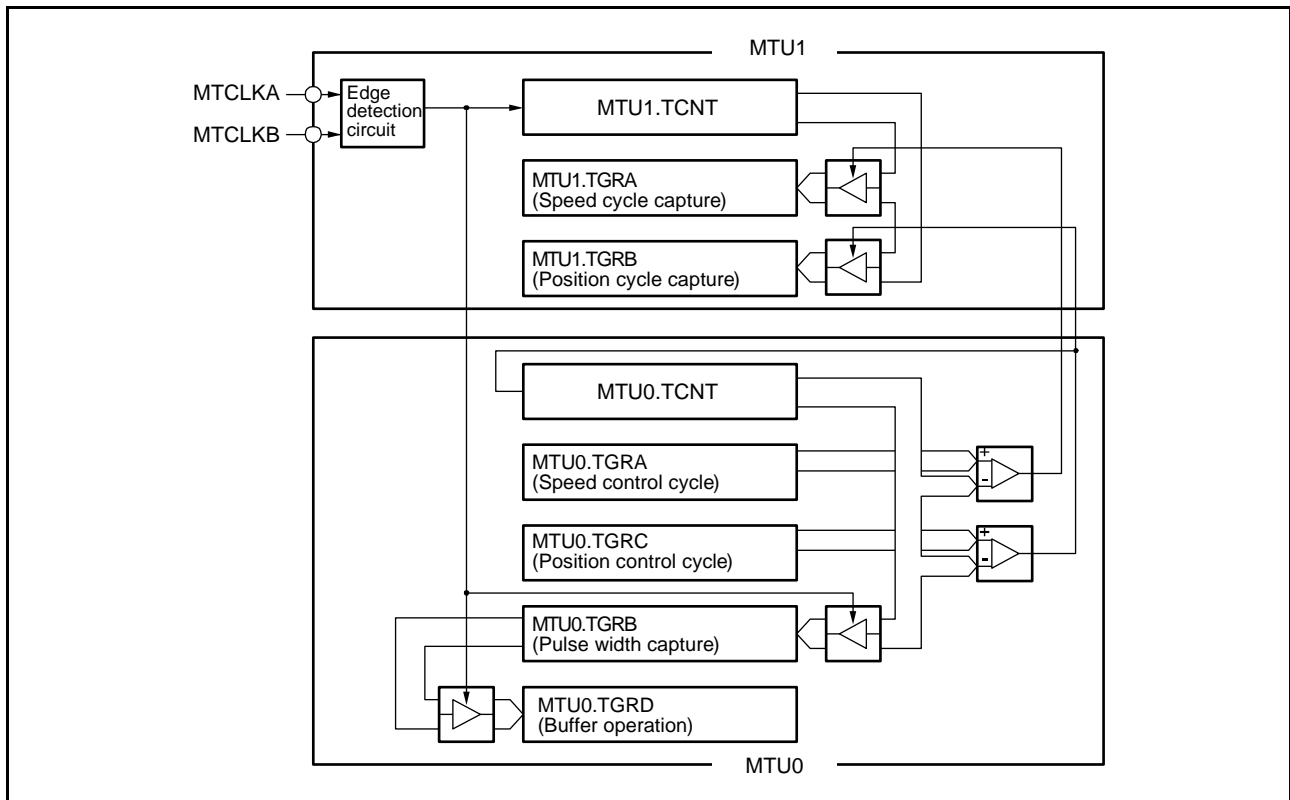 MTU1
MTCLKA
MTCLKB
Edge
detection
circuit
MTU1.TCNT
MTU1.TGRA
(Speed cycle capture)
MTU1.TGRB
(Position cycle capture)
MTU0.TCNT
MTU0.TGRA
(Speed control cycle)
+
-
MTU0.TGRC
(Position control cycle)
+
-
MTU0.TGRB
(Pulse width capture)
MTU0.TGRD
(Buffer operation)
MTU0